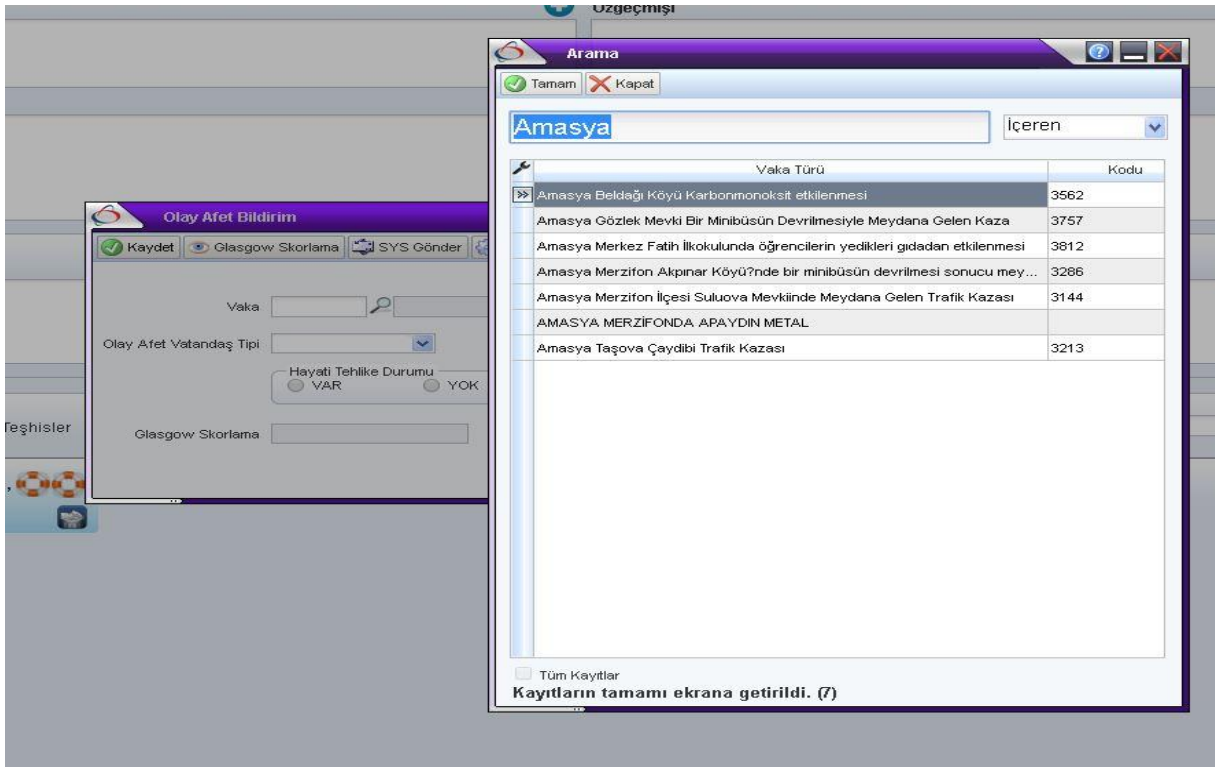 Özgeçmişi
Arama
Tamam Kapat
Amasya İçeren
Vaka Türü Kodu
Amasya Beldağı Köyü Karbonmonoksit etkilenmesi 3562
Amasya Gözlek Mevki Bir Minibüsün Devrilmesiyle Meydana Gelen Kaza 3757
Amasya Merkez Fatih İlkokulunda öğrencilerin yedikleri gıdadan etkilenmesi 3812
Amasya Merzifon Akpınar Köyü?nde bir minibüsün devrilmesi sonucu mey... 3286
Amasya Merzifon İlçesi Suluova Mevkiinde Meydana Gelen Trafik Kazası 3144
AMASYA MERZİFONDA APAYDIN METAL
Amasya Taşova Çaydibi Trafik Kazası 3213
Tüm Kayıtlar
Kayıtların tamamı ekrana getirildi. (7)
Olay Afet Bildirim
Kaydet Glasgow Skorlama SYS Gönder
Vaka
Olay Afet Vatandaş Tipi
Hayati Tehlike Durumu
VAR YOK
Glasgow Skorlama
Teşhisler